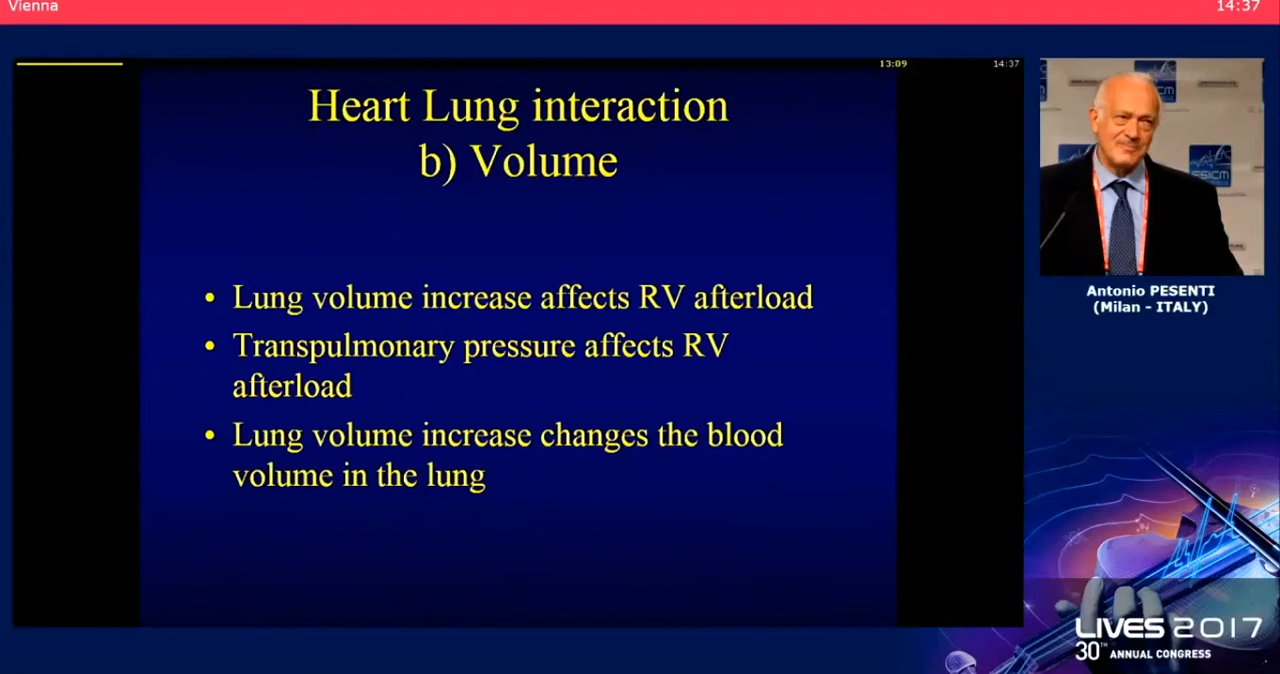 Vienna
14:37
13:09
14:37
Heart Lung interaction
b) Volume
• Lung volume increase affects RV afterload
• Transpulmonary pressure affects RV
afterload
• Lung volume increase changes the blood
volume in the lung
Antonio PESENTI
(Milan - ITALY)
LIVES 2017
30TH ANNUAL CONGRESS